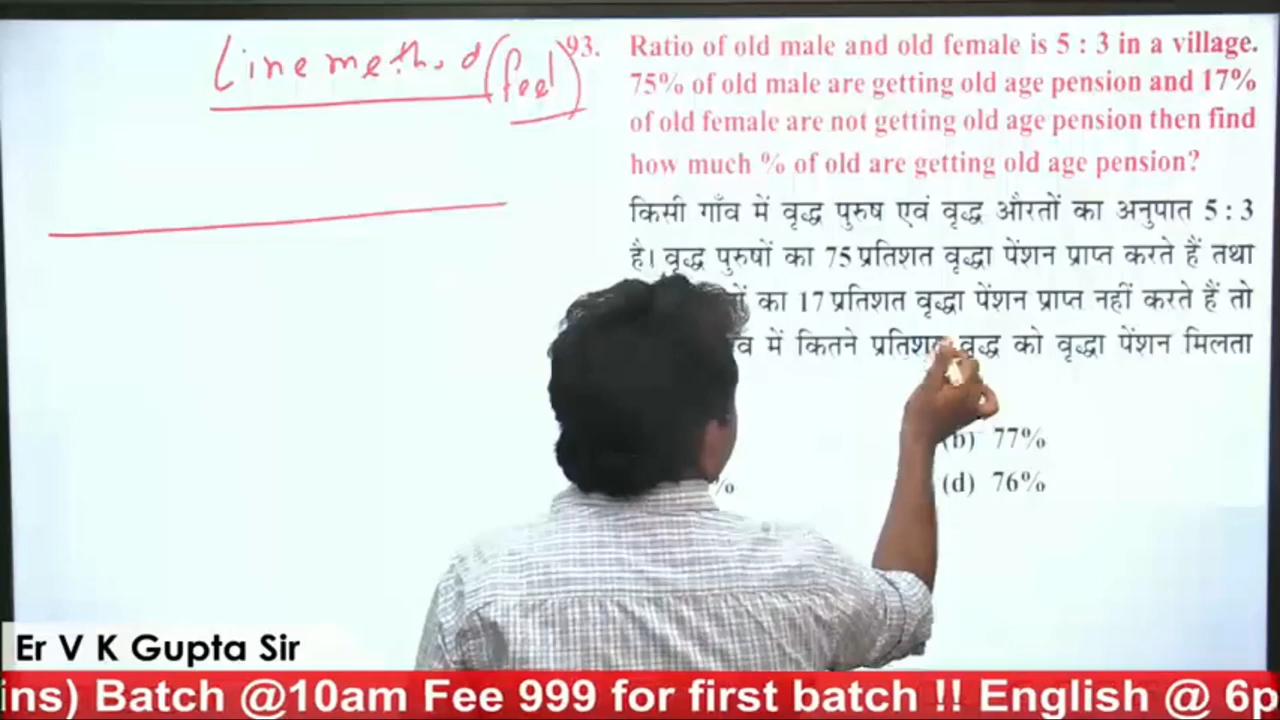 Line method (feel)
93. Ratio of old male and old female is 5 : 3 in a village.
75% of old male are getting old age pension and 17%
of old female are not getting old age pension then find
how much % of old are getting old age pension?
किसी गाँव में वृद्ध पुरुष एवं वृद्ध औरतों का अनुपात 5 : 3
है। वृद्ध पुरुषों का 75 प्रतिशत वृद्धा पेंशन प्राप्त करते हैं तथा
का 17 प्रतिशत वृद्धा पेंशन प्राप्त नहीं करते हैं तो
में कितने प्रतिशत वृद्ध को वृद्धा पेंशन मिलता
(b) 77%
% (d) 76%
Er V K Gupta Sir
ins) Batch @10am Fee 999 for first batch !! English @ 6p